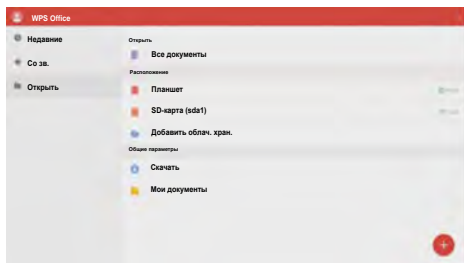 WPS Office
Недавние
Со зв.
Открыть
Открыть
Все документы
Расположение
Планшет
SD-карта (sda1)
Добавить облач. хран.
Общие параметры
Скачать
Мои документы